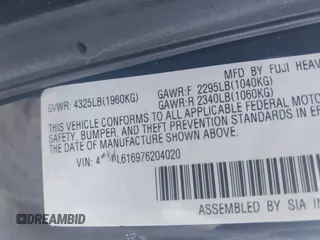 MFD BY FUJI HEAV
GVWR: 4325LB(1960KG) GAWR:F 2295LB(1040KG)
GAWR:R 2340LB(1060KG)
THIS VEHICLE CONFORMS TO ALL APPLICABLE FEDERAL MOTO
SAFETY, BUMPER, AND THEFT PREVENTION STANDARDS IN EF
THE DATE OF MANUFACTURE SHOWN ABOVE.
VIN: 4 L616976204020
ASSEMBLED BY SIA IN